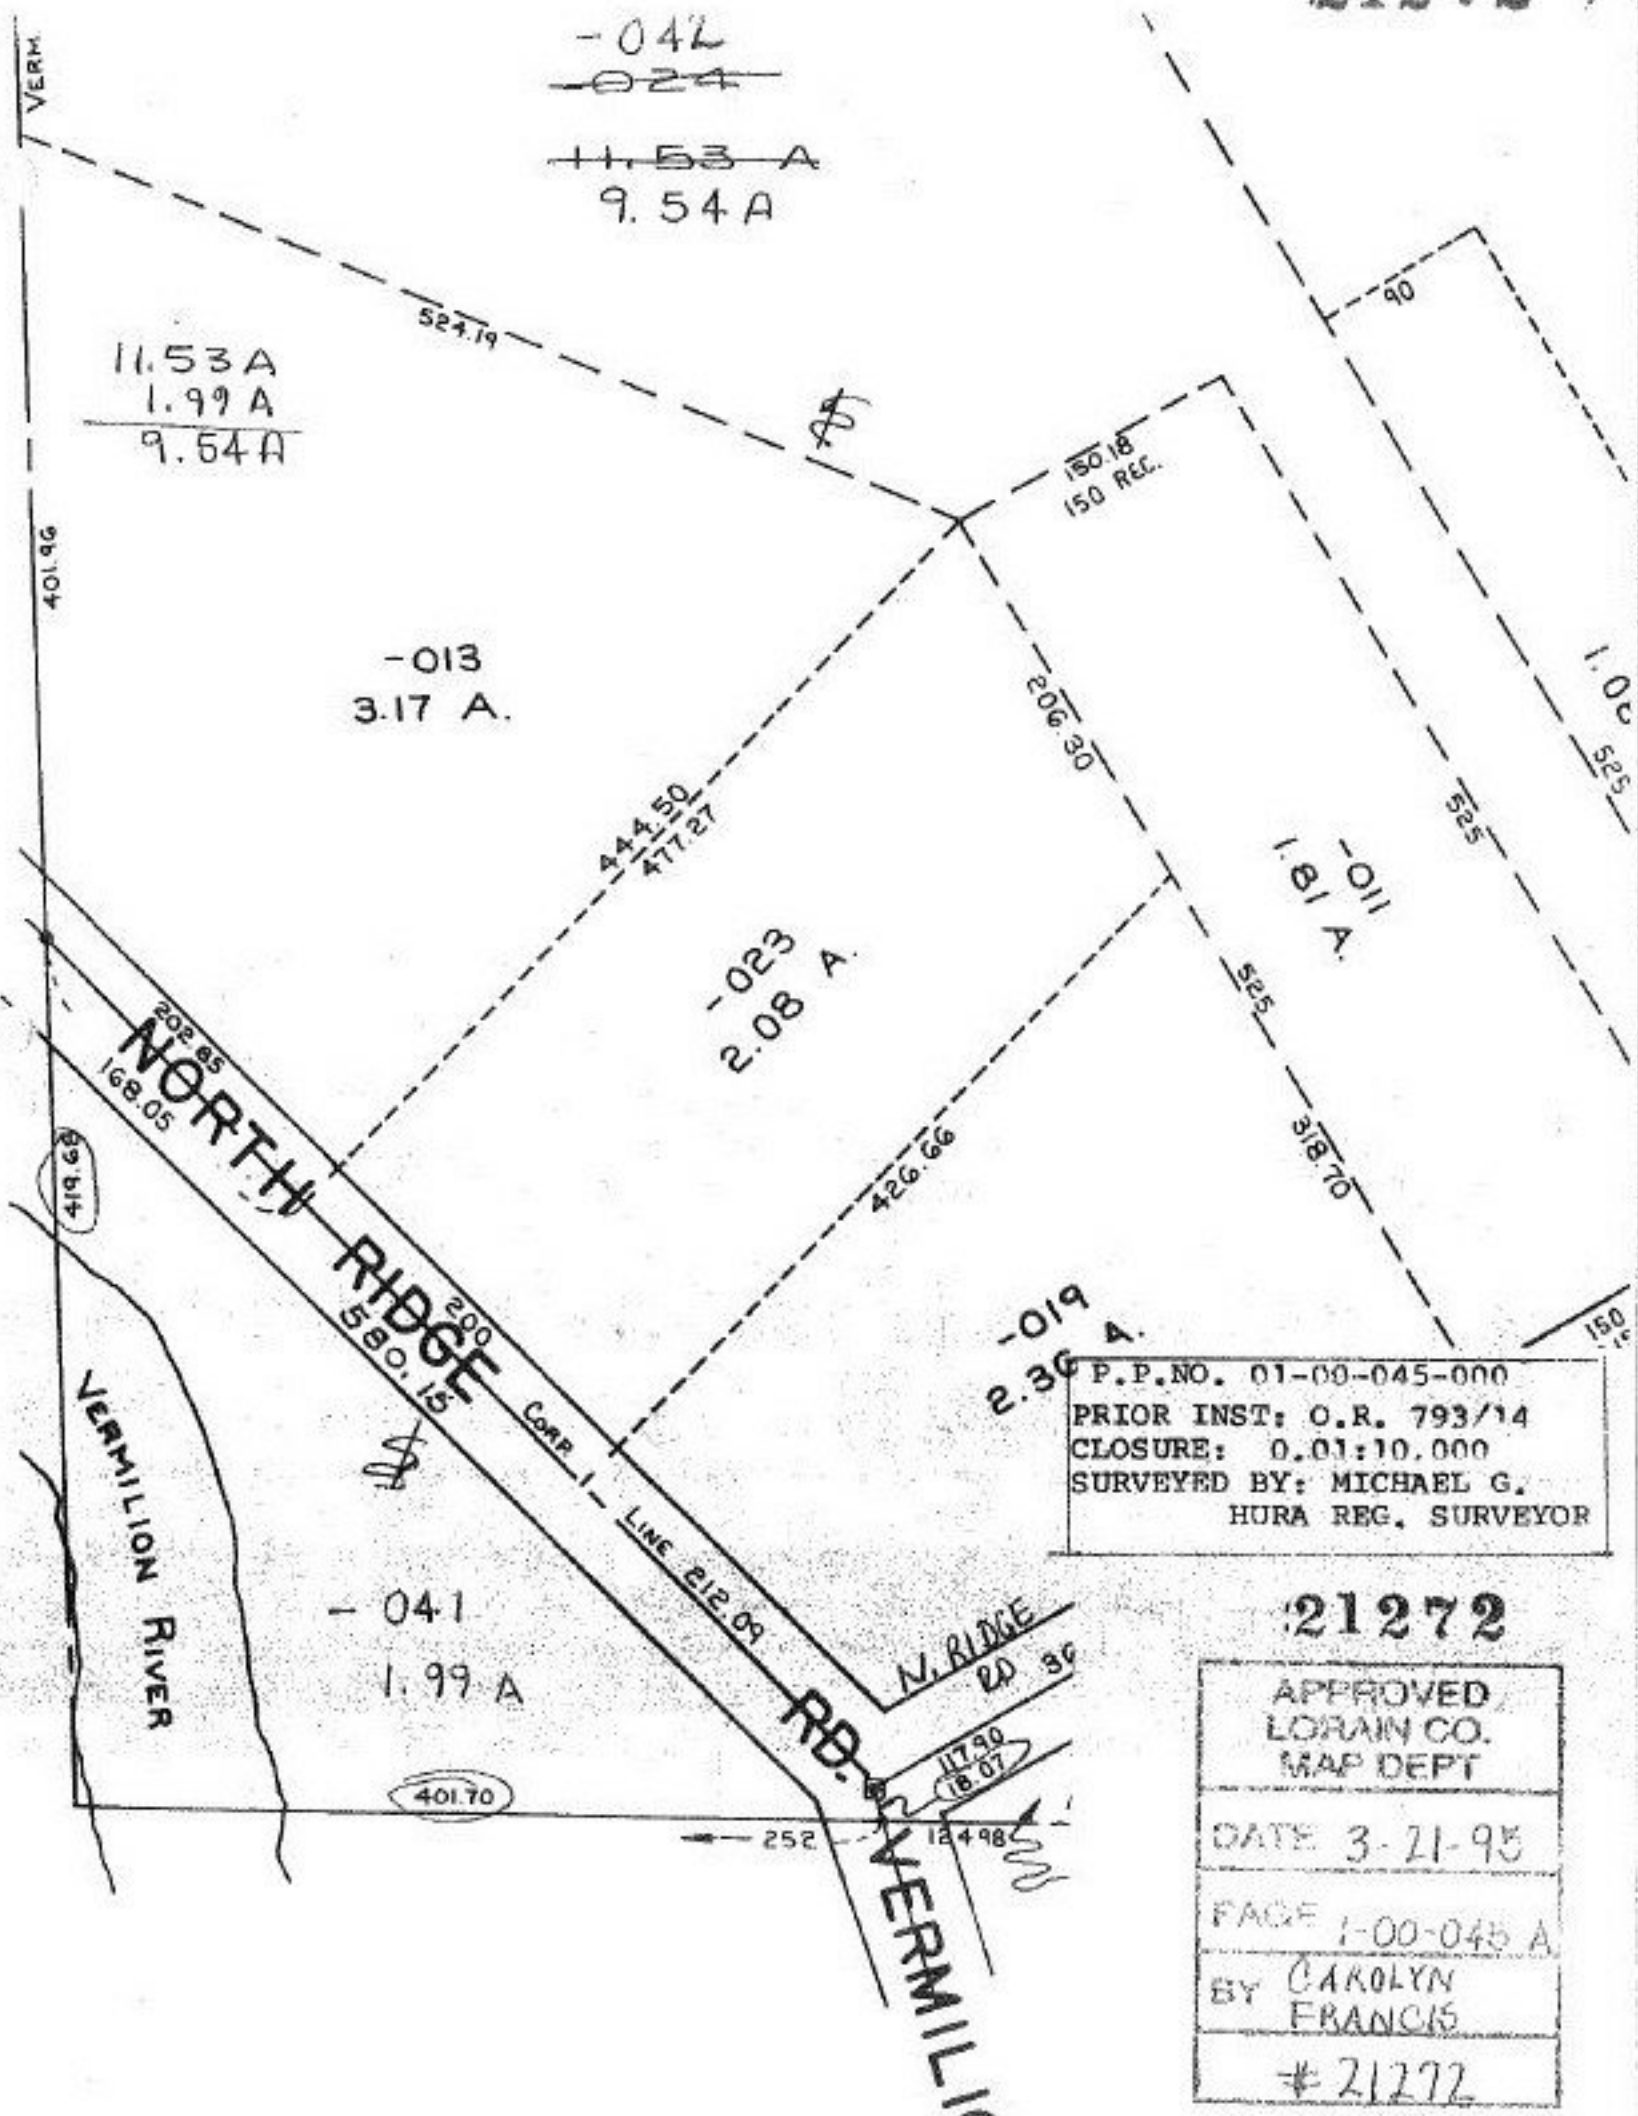 VERM.
-042
-024
11.53 A
9.54 A
90
524.19
11.53 A
1.99 A
9.54 A
150.18
150 REC.
401.96
-013
3.17 A.
206.30
1.06
525
525
444.50
477.27
-011
1.81 A.
-023
2.08 A.
525
202.85
168.05
NORTH RIDGE RD.
419.68
426.66
318.70
200
580.15
-019
2.36 A.
150
CORP. LINE
212.09
P.P.NO. 01-00-045-000
PRIOR INST: O.R. 793/14
CLOSURE: 0.01:10.000
SURVEYED BY: MICHAEL G.
HURA REG. SURVEYOR
VERMILION RIVER
- 041
1.99 A
21272
N. RIDGE
RD 36
117.90
18.07
401.70
252
124.98
VERMILIO
APPROVED
LORAIN CO.
MAP DEPT
DATE 3-21-95
PAGE 1-00-045 A
BY CAROLYN
FRANCIS
# 21272